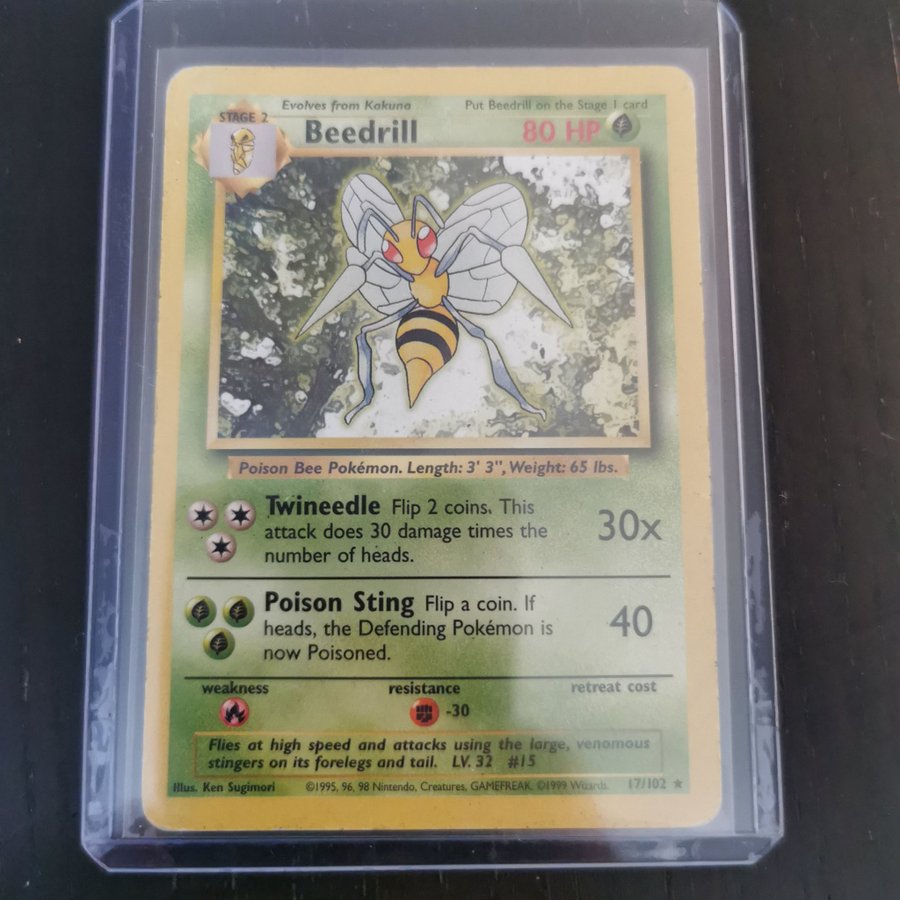 Evolves from Kakuna
Put Beedrill on the Stage 1 card
STAGE 2
Beedrill
80 HP
Poison Bee Pokémon. Length: 3' 3", Weight: 65 lbs.
Twineedle Flip 2 coins. This
attack does 30 damage times the
number of heads.
30x
Poison Sting Flip a coin. If
heads, the Defending Pokémon is
now Poisoned.
40
weakness
resistance
retreat cost
-30
Flies at high speed and attacks using the large, venomous
stingers on its forelegs and tail. LV. 32 #15
Illus. Ken Sugimori
©1995, 96, 98 Nintendo, Creatures, GAMEFREAK. ©1999 Wizards.
17/102 ★